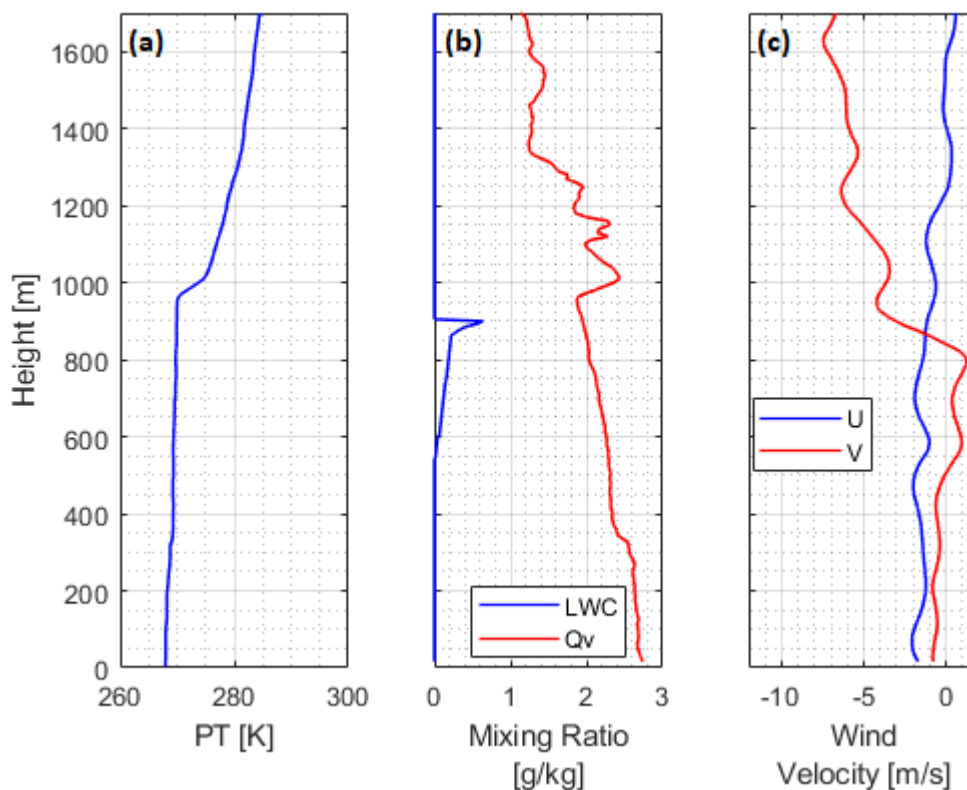 (a)
(b)
(c)
1600
1400
1200
1000
800
600
400
200
0
Height [m]
260
280
300
PT [K]
LWC
Qv
0
1
2
3
Mixing Ratio
[g/kg]
U
V
-10
-5
0
Wind
Velocity [m/s]